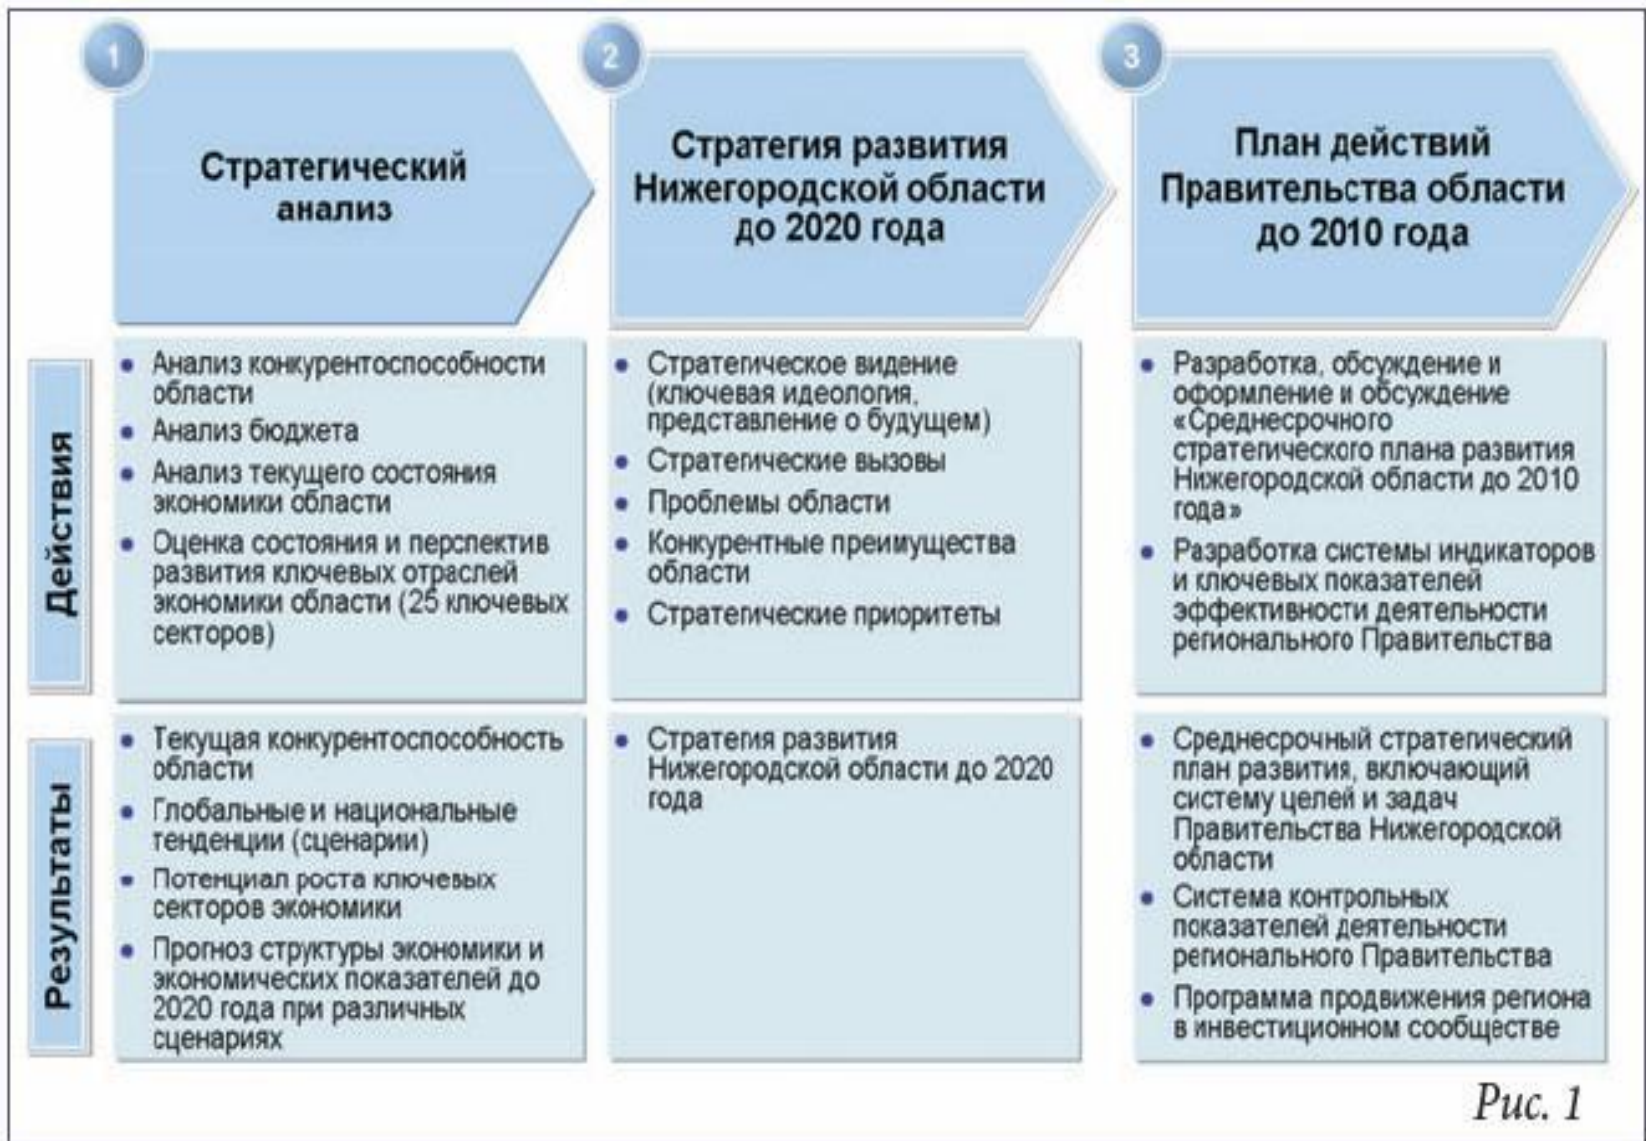 1
Стратегический
анализ
2
Стратегия развития
Нижегородской области
до 2020 года
3
План действий
Правительства области
до 2010 года
Действия
• Анализ конкурентоспособности
области
• Анализ бюджета
• Анализ текущего состояния
экономики области
• Оценка состояния и перспектив
развития ключевых отраслей
экономики области (25 ключевых
секторов)
• Стратегическое видение
(ключевая идеология,
представление о будущем)
• Стратегические вызовы
• Проблемы области
• Конкурентные преимущества
области
• Стратегические приоритеты
• Разработка, обсуждение и
оформление и обсуждение
«Среднесрочного
стратегического плана развития
Нижегородской области до 2010
года»
• Разработка системы индикаторов
и ключевых показателей
эффективности деятельности
регионального Правительства
Результаты
• Текущая конкурентоспособность
области
• Глобальные и национальные
тенденции (сценарии)
• Потенциал роста ключевых
секторов экономики
• Прогноз структуры экономики и
экономических показателей до
2020 года при различных
сценариях
• Стратегия развития
Нижегородской области до 2020
года
• Среднесрочный стратегический
план развития, включающий
систему целей и задач
Правительства Нижегородской
области
• Система контрольных
показателей деятельности
регионального Правительства
• Программа продвижения региона
в инвестиционном сообществе
Рис. 1